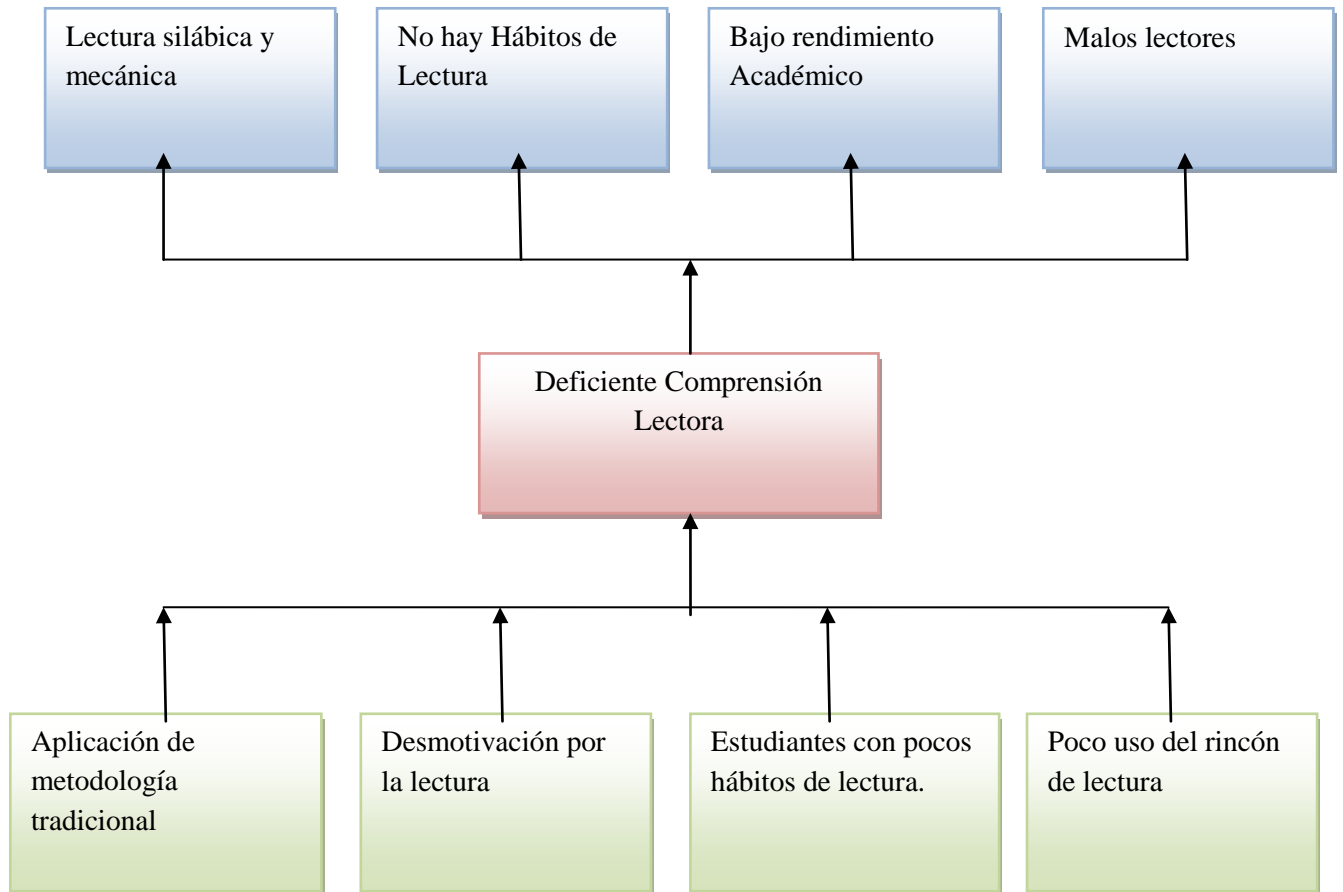 Lectura silábica y
mecánica
No hay Hábitos de
Lectura
Bajo rendimiento
Académico
Malos lectores
Deficiente Comprensión
Lectora
Aplicación de
metodología
tradicional
Desmotivación por
la lectura
Estudiantes con pocos
hábitos de lectura.
Poco uso del rincón
de lectura